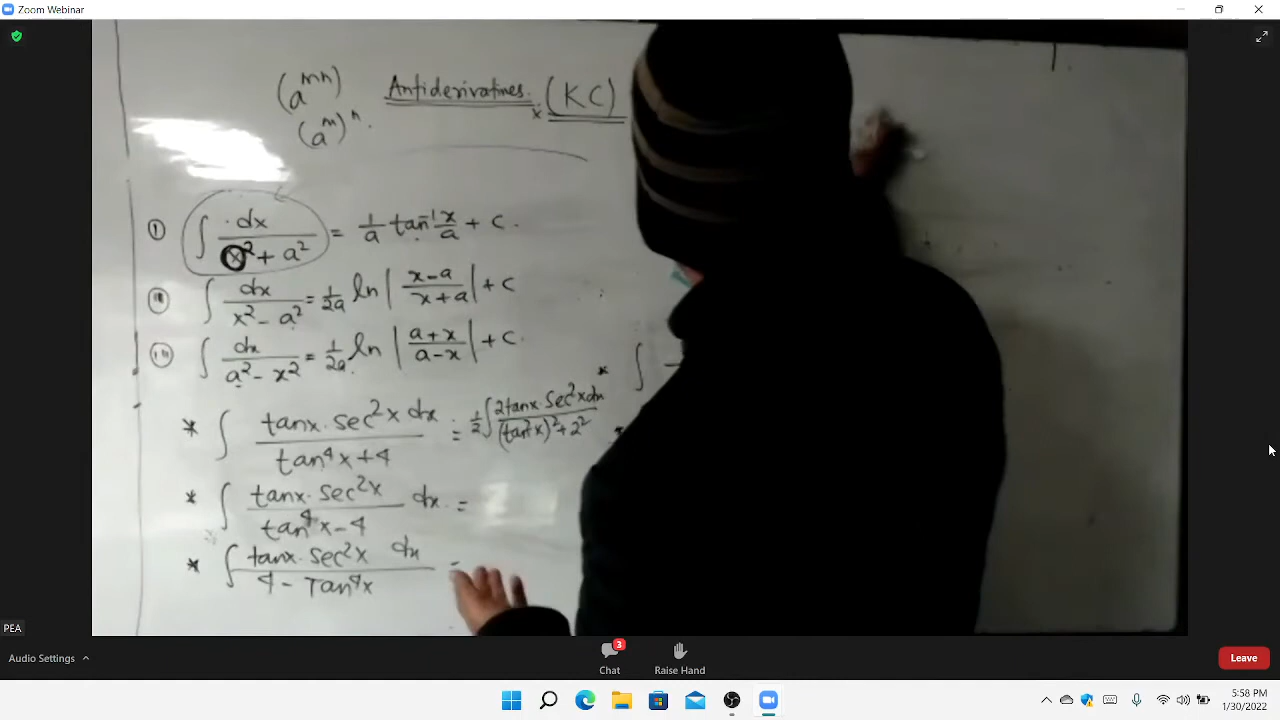 Zoom Webinar
(a^{mn})
Antiderivatives. (KC)
(a^m)^n.
(i) ∫ dx / (x² + a²) = 1/a tan⁻¹ x/a + c.
(ii) ∫ dx / (x² - a²) = 1/2a ln | (x-a) / (x+a) | + c
(iii) ∫ dx / (a² - x²) = 1/2a ln | (a+x) / (a-x) | + c.
* ∫
* ∫ tanx. sec²x dx / (tan⁴x + 4) = 1/2 ∫ 2tanx. sec²x dx / ((tan²x)² + 2²)
* ∫ tanx. sec²x / (tan⁴x - 4) dx. =
* ∫ tanx. sec²x dx / (4 - Tan⁴x) =
PEA
Audio Settings
3
Chat
Raise Hand
Leave
5:58 PM
1/30/2022